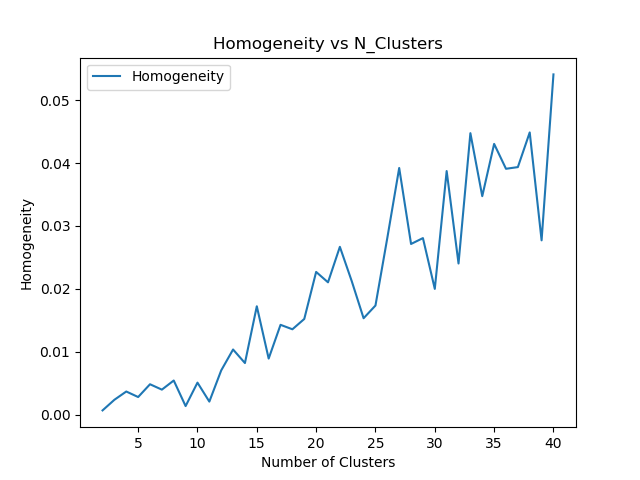 Homogeneity vs N_Clusters
Homogeneity
Homogeneity
0.05
0.04
0.03
0.02
0.01
0.00
5 10 15 20 25 30 35 40
Number of Clusters